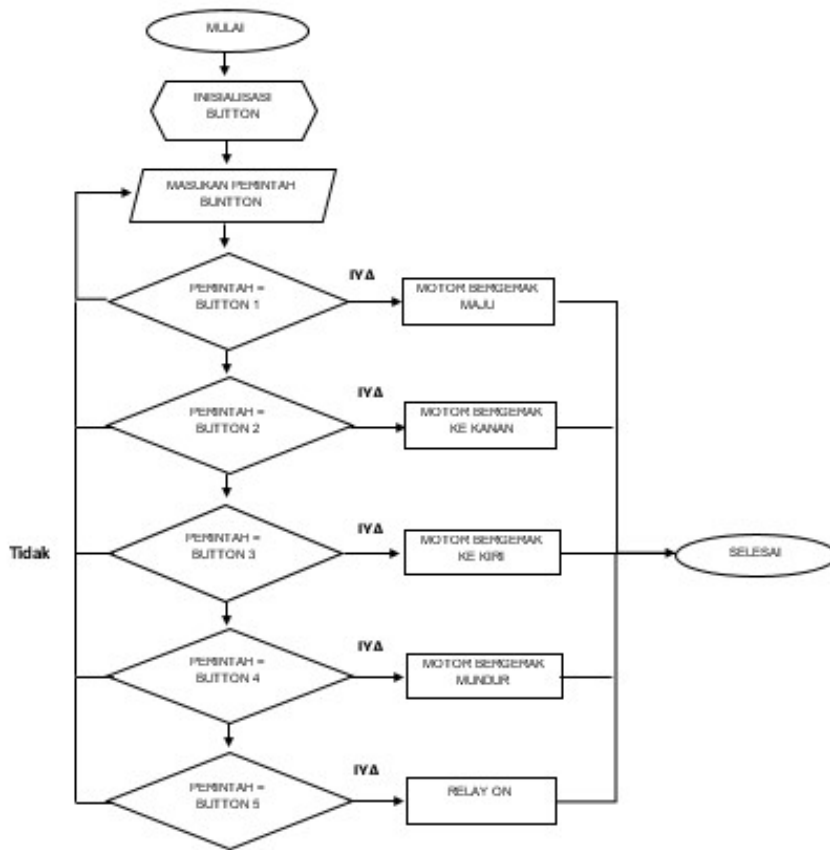 MULAI
INISIALISASI
BUTTON
MASUKAN PERINTAH
BUNTTON
PERINTAH =
BUTTON 1
IYA
MOTOR BERGERAK
MAJU
PERINTAH =
BUTTON 2
IYA
MOTOR BERGERAK
KE KANAN
Tidak
PERINTAH =
BUTTON 3
IYA
MOTOR BERGERAK
KE KIRI
SELESAI
PERINTAH =
BUTTON 4
IYA
MOTOR BERGERAK
MUNDUR
PERINTAH =
BUTTON 5
IYA
RELAY ON